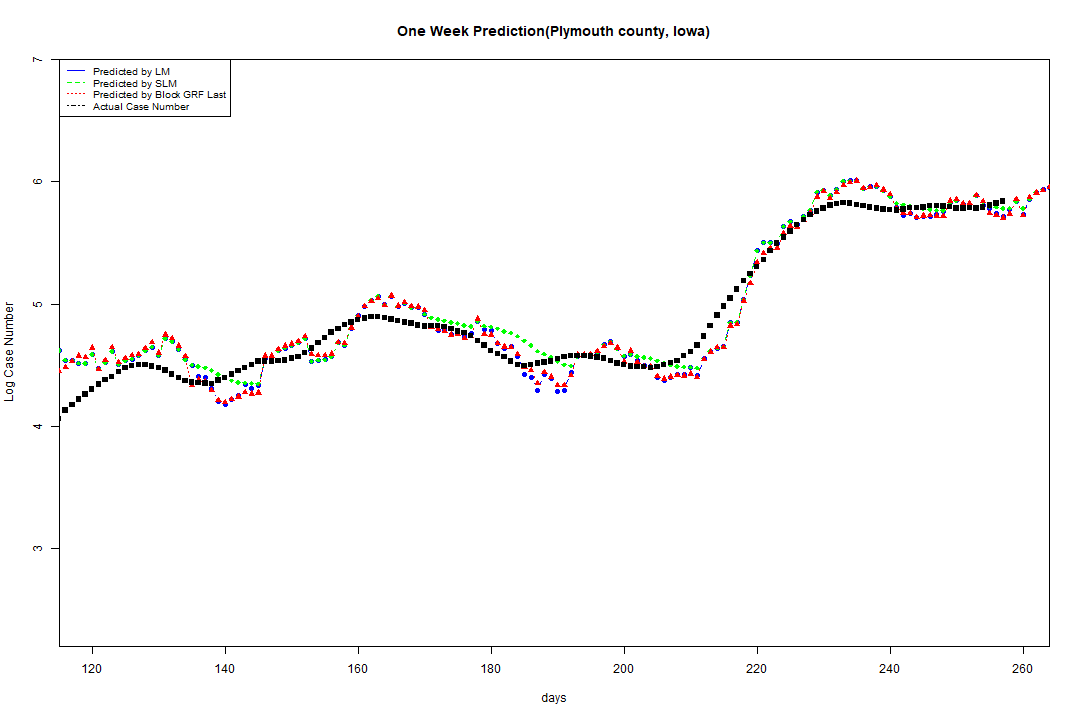 One Week Prediction(Plymouth county, Iowa)
Predicted by LM
Predicted by SLM
Predicted by Block GRF Last
Actual Case Number
Log Case Number
7
6
5
4
3
120 140 160 180 200 220 240 260
days